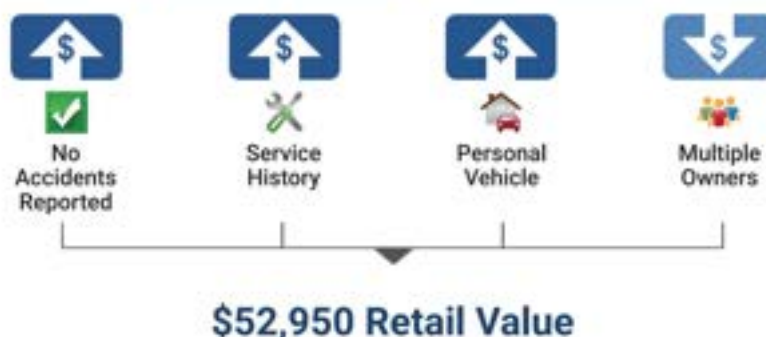 $
$
$
$
No
Accidents
Reported
Service
History
Personal
Vehicle
Multiple
Owners
$52,950 Retail Value